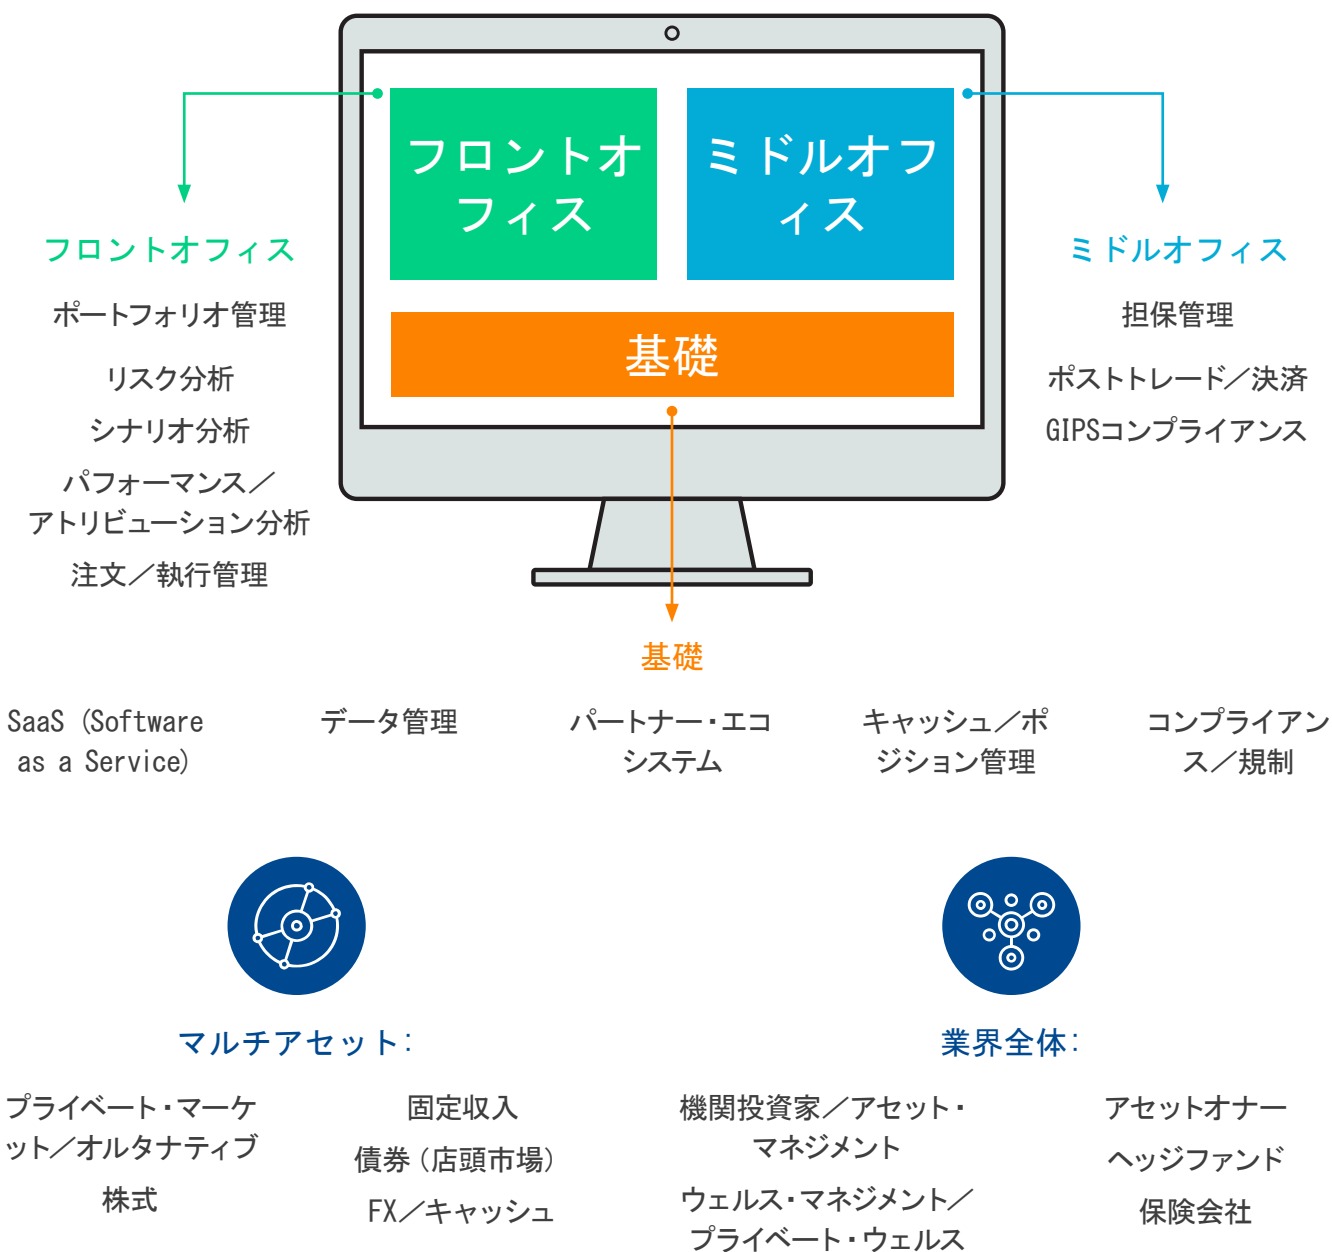 フロントオ
フィス
ミドルオフ
ィス
基礎
フロントオフィス
ポートフォリオ管理
リスク分析
シナリオ分析
パフォーマンス／
アトリビューション分析
注文／執行管理
ミドルオフィス
担保管理
ポストトレード／決済
GIPSコンプライアンス
基礎
SaaS (Software
as a Service)
データ管理
パートナー・エコ
システム
キャッシュ／ポ
ジション管理
コンプライアン
ス／規制
マルチアセット:
プライベート・マーケ
ット／オルタナティブ
株式
固定収入
債券（店頭市場）
FX／キャッシュ
業界全体:
機関投資家／アセット・
マネジメント
ウェルス・マネジメント／
プライベート・ウェルス
アセットオナー
ヘッジファンド
保険会社